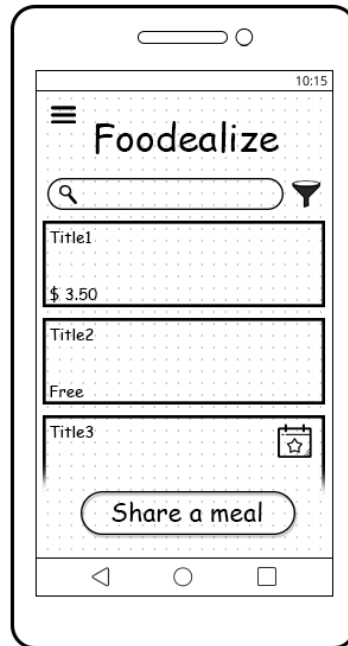 10:15
Foodealize
Title1
$ 3.50
Title2
Free
Title3
Share a meal